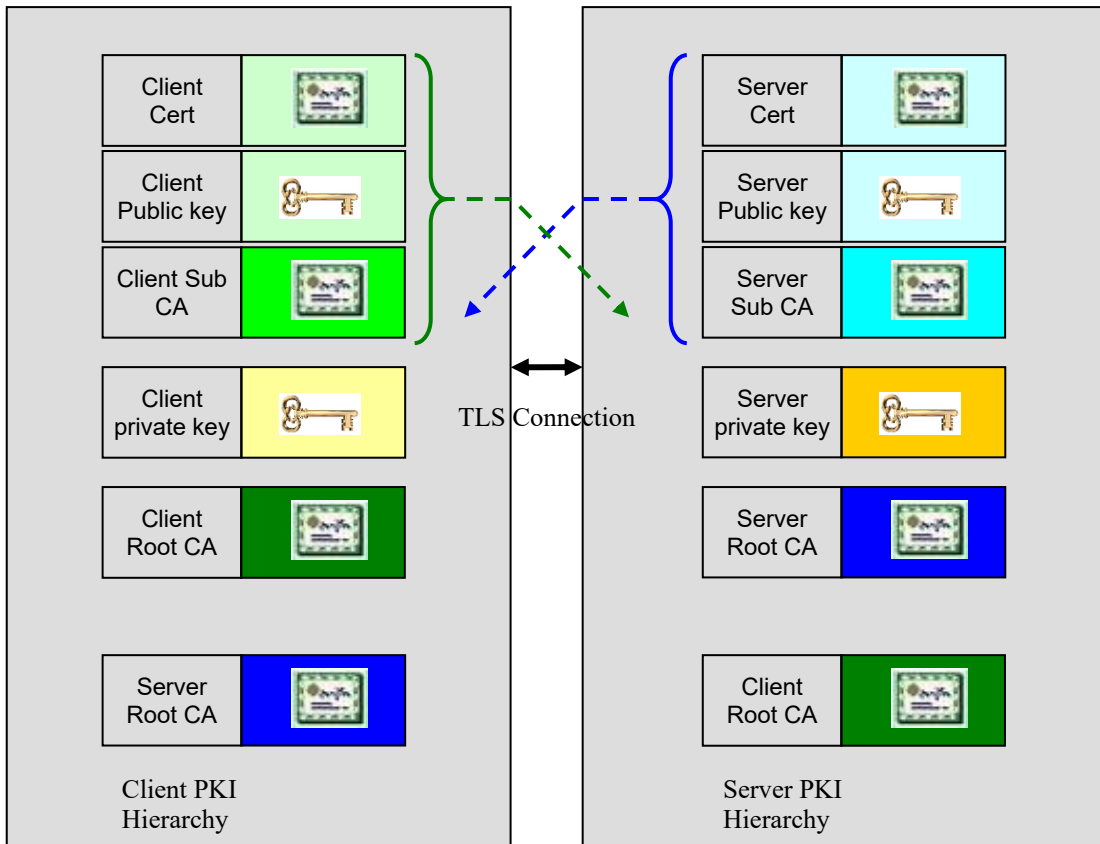 Client
Cert
Client
Public key
Client Sub
CA
Client
private key
Client
Root CA
Server
Root CA
Client PKI
Hierarchy
TLS Connection
Server
Cert
Server
Public key
Server
Sub CA
Server
private key
Server
Root CA
Client
Root CA
Server PKI
Hierarchy